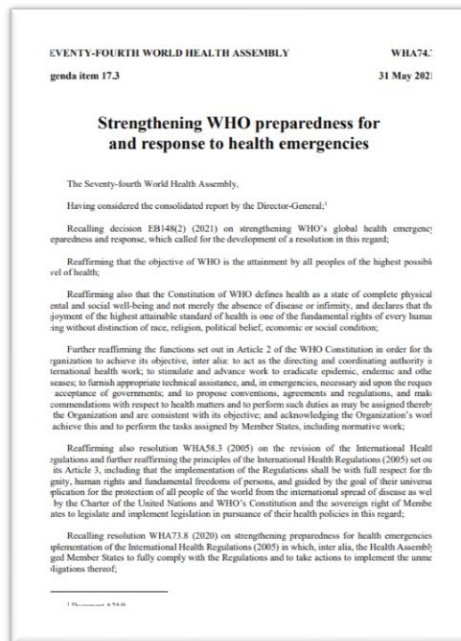 EVENTY-FOURTH WORLD HEALTH ASSEMBLY WHA74.
genda item 17.3 31 May 2021
Strengthening WHO preparedness for
and response to health emergencies
The Seventy-fourth World Health Assembly,
Having considered the consolidated report by the Director-General;1
Recalling decision EB148(2) (2021) on strengthening WHO's global health emergency
eparedness and response, which called for the development of a resolution in this regard;
Reaffirming that the objective of WHO is the attainment by all peoples of the highest possibl
vel of health;
Reaffirming also that the Constitution of WHO defines health as a state of complete physical
ental and social well-being and not merely the absence of disease or infirmity, and declares that th
joyment of the highest attainable standard of health is one of the fundamental rights of every huma
ing without distinction of race, religion, political belief, economic or social condition;
Further reaffirming the functions set out in Article 2 of the WHO Constitution in order for th
rganization to achieve its objective, inter alia: to act as the directing and coordinating authority i
ternational health work; to stimulate and advance work to eradicate epidemic, endemic and othe
seases; to furnish appropriate technical assistance, and, in emergencies, necessary aid upon the reques
acceptance of governments; and to propose conventions, agreements and regulations, and mak
commendations with respect to health matters and to perform such duties as may be assigned thereb
the Organization and are consistent with its objective; and acknowledging the Organization's worl
achieve this and to perform the tasks assigned by Member States, including normative work;
Reaffirming also resolution WHA58.3 (2005) on the revision of the International Healt
egulations and further reaffirming the principles of the International Health Regulations (2005) set ou
its Article 3, including that the implementation of the Regulations shall be with full respect for th
gnity, human rights and fundamental freedoms of persons, and guided by the goal of their universa
plication for the protection of all people of the world from the international spread of disease as wel
by the Charter of the United Nations and WHO's Constitution and the sovereign right of Membe
ates to legislate and implement legislation in pursuance of their health policies in this regard;
Recalling resolution WHA73.8 (2020) on strengthening preparedness for health emergencies
plementation of the International Health Regulations (2005) in which, inter alia, the Health Assembly
ged Member States to fully comply with the Regulations and to take actions to implement the unme
ligations thereof;